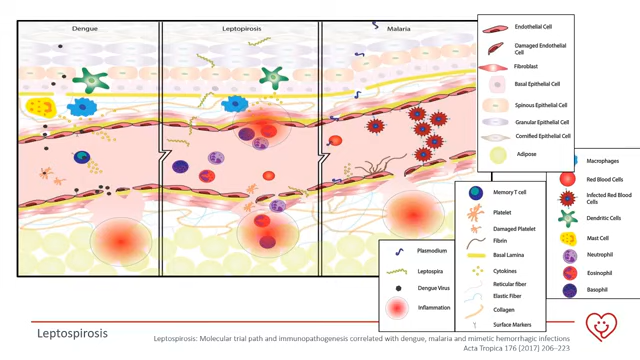 Dengue
Leptopirosis
Malaria
Endothelial Cell
Damaged Endothelial
Cell
Fibroblast
Basal Epithelial Cell
Spinous Epithelial Cell
Granular Epithelial Cell
Cornified Epithelial Cell
Adipose
Macrophages
Red Blood Cells
Infected Red Blood
Cells
Dendritic Cells
Mast Cell
Neutrophil
Eosinophil
Basophil
Memory T cell
Platelet
Damaged Platelet
Fibrin
Basal Lamina
Cytokines
Reticular fiber
Elastic Fiber
Collagen
Surface Markers
Plasmodium
Leptospira
Dengue Virus
Inflammation
Leptospirosis
Leptospirosis: Molecular trial path and immunopathogenesis correlated with dengue, malaria and mimetic hemorrhagic infections
Acta Tropica 176 (2017) 206–223